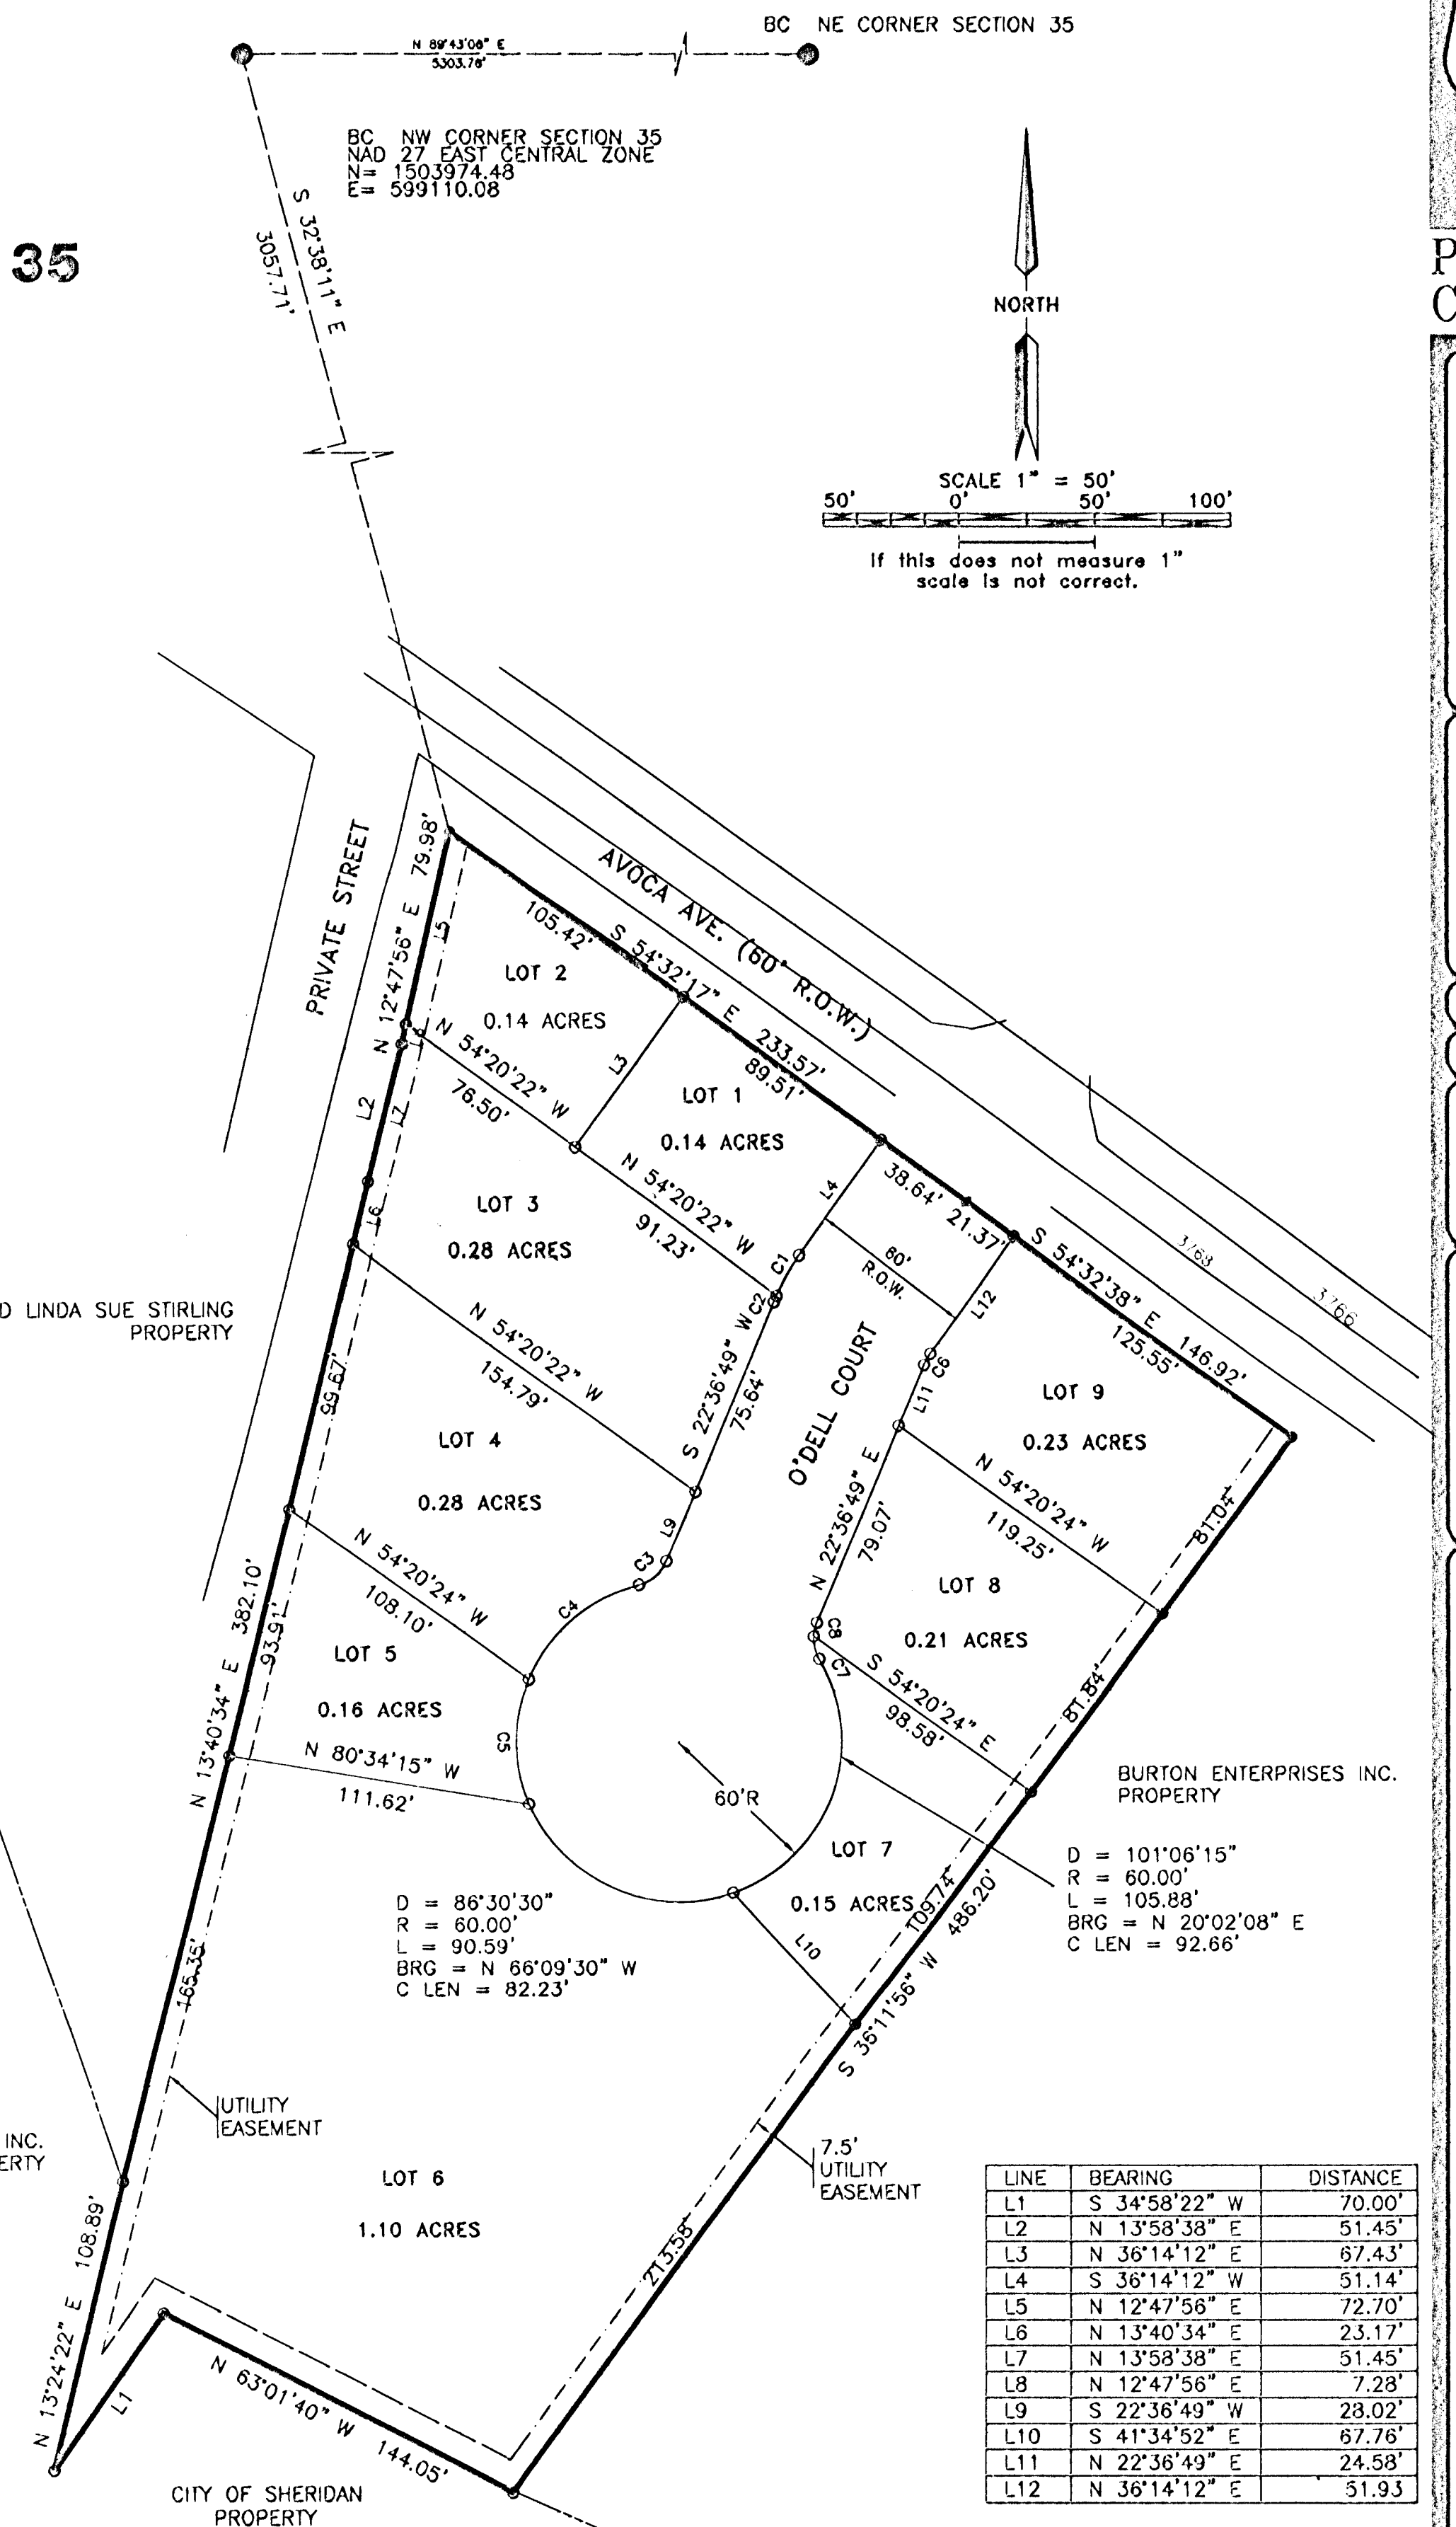 BC NE CORNER SECTION 35
N 89°43'06" E
5303.76'
BC NW CORNER SECTION 35
NAD 27 EAST CENTRAL ZONE
N= 1503974.48
E= 599110.08
S 32°38'11" E
3057.71'
35
P
C
NORTH
SCALE 1" = 50'
50' 0' 50' 100'
If this does not measure 1"
scale is not correct.
PRIVATE STREET
AVOCA AVE. (60' R.O.W.)
N 12°47'56" E 79.98'
L5
105.42'
S 54°32'17" E 233.57'
LOT 2
0.14 ACRES
L3
89.51'
LOT 1
0.14 ACRES
N 54°20'22" W
76.50'
L2
L7
N 54°20'22" W
91.23'
L4
38.64' 21.37'
C1
C2
60'
R.O.W.
L12
S 54°32'38" E 146.92'
125.55'
3768
3766
LOT 3
0.28 ACRES
L6
D LINDA SUE STIRLING
PROPERTY
N 54°20'22" W
154.79'
S 22°36'49" W
75.64'
O'DELL COURT
C6
L11
LOT 9
0.23 ACRES
99.67'
LOT 4
0.28 ACRES
N 22°36'49" E
79.07'
N 54°20'24" W
119.25'
81.04'
L9
C3
C4
N 54°20'24" W
108.10'
LOT 8
0.21 ACRES
C8
C7
S 54°20'24" E
98.58'
81.84'
N 13°40'34" E 382.10'
93.91'
LOT 5
0.16 ACRES
C5
N 80°34'15" W
111.62'
60'R
BURTON ENTERPRISES INC.
PROPERTY
LOT 7
0.15 ACRES
109.74'
S 36°11'56" W 486.20'
D = 101°06'15"
R = 60.00'
L = 105.88'
BRG = N 20°02'08" E
C LEN = 92.66'
D = 86°30'30"
R = 60.00'
L = 90.59'
BRG = N 66°09'30" W
C LEN = 82.23'
L10
165.35'
UTILITY
EASEMENT
INC.
ERTY
LOT 6
1.10 ACRES
7.5'
UTILITY
EASEMENT
213.58'
N 13°24'22" E 108.89'
L1
N 63°01'40" W 144.05'
CITY OF SHERIDAN
PROPERTY
LINE BEARING DISTANCE
L1 S 34°58'22" W 70.00'
L2 N 13°58'38" E 51.45'
L3 N 36°14'12" E 67.43'
L4 S 36°14'12" W 51.14'
L5 N 12°47'56" E 72.70'
L6 N 13°40'34" E 23.17'
L7 N 13°58'38" E 51.45'
L8 N 12°47'56" E 7.28'
L9 S 22°36'49" W 28.02'
L10 S 41°34'52" E 67.76'
L11 N 22°36'49" E 24.58'
L12 N 36°14'12" E 51.93